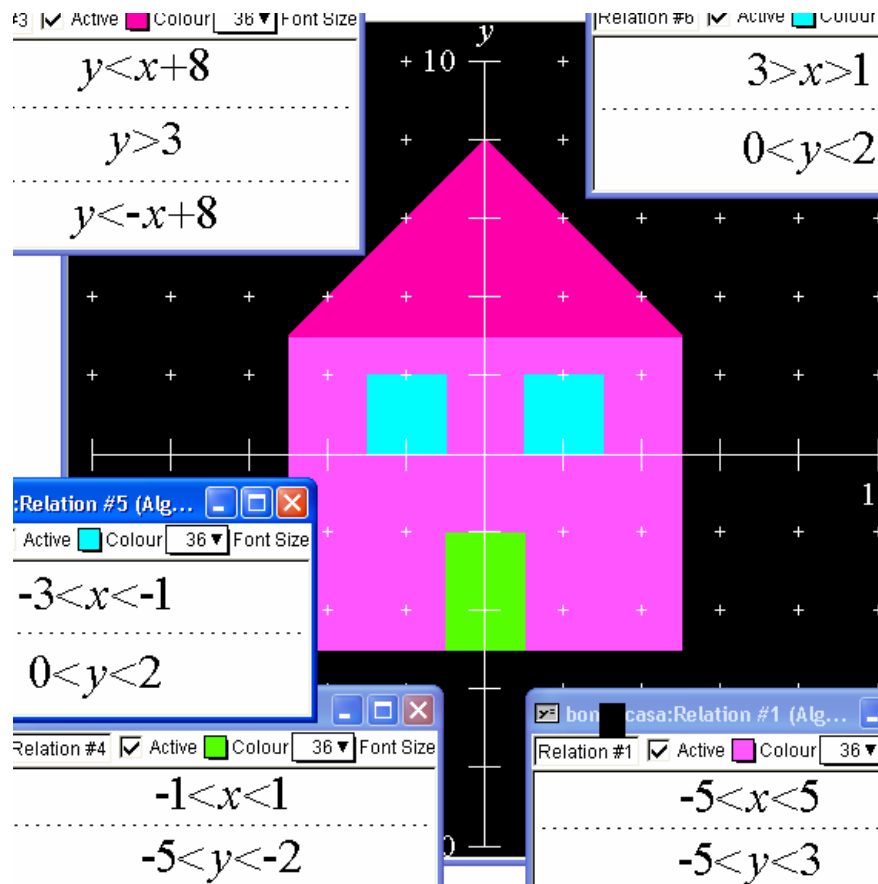 #3 Active Colour 36▼ Font Size
y<x+8
y>3
y<-x+8
y
10
Relation #6 Active Colour
3>x>1
0<y<2
1
:Relation #5 (Alg...
Active Colour 36▼ Font Size
-3<x<-1
0<y<2
Relation #4 Active Colour 36▼ Font Size
-1<x<1
-5<y<-2
0
casa:Relation #1 (Alg...
Relation #1 Active Colour 36▼
-5<x<5
-5<y<3